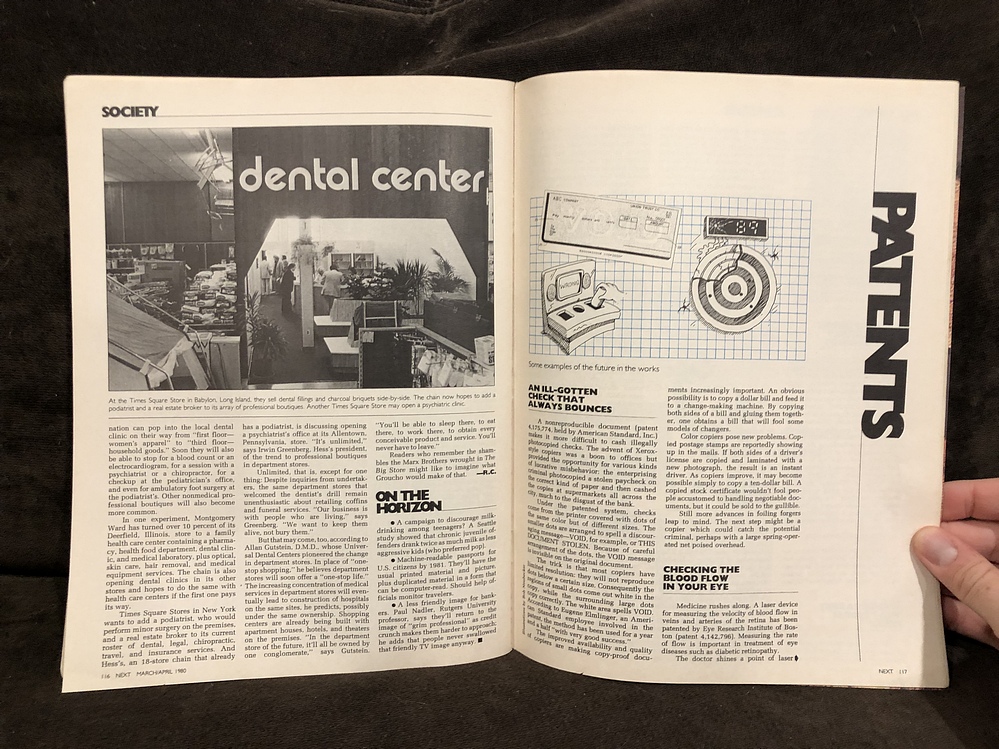 SOCIETY
dental center
At the Times Square Store in Babylon, Long Island, they sell dental fillings and charcoal briquets side-by-side. The chain now hopes to add a
podiatrist and a real estate broker to its array of professional boutiques. Another Times Square Store may open a psychiatric clinic.
nation can pop into the local dental
clinic on their way from "first floor—
women's apparel" to "third floor—
household goods." Soon they will also
be able to stop for a blood count or an
electrocardiogram, for a session with a
psychiatrist or a chiropractor, for a
checkup at the pediatrician's office,
and even for ambulatory foot surgery at
the podiatrist's. Other nonmedical pro-
fessional boutiques will also become
more common.
In one experiment, Montgomery
Ward has turned over 10 percent of its
Deerfield, Illinois, store to a family
health care center containing a pharma-
cy, health food department, dental clin-
ic, and medical laboratory, plus optical,
skin care, hair removal, and medical
equipment services. The chain is also
opening dental clinics in its other
stores and hopes to do the same with
health care centers if the first one pays
its way.
Times Square Stores in New York
wants to add a podiatrist, who would
perform minor surgery on the premises,
and a real estate broker to its current
roster of dental, legal, chiropractic,
travel, and insurance services. And
Hess's, an 18-store chain that already
has a podiatrist, is discussing opening
a psychiatrist's office at its Allentown,
Pennsylvania, store. "It's unlimited,"
says Irwin Greenberg, Hess's president,
of the trend to professional boutiques
in department stores.
Unlimited, that is, except for one
thing: Despite inquiries from undertak-
ers, the same department stores that
welcomed the dentist's drill remain
unenthusiastic about retailing coffins
and funeral services. "Our business is
with people who are living," says
Greenberg. "We want to keep them
alive, not bury them."
But that may come, too, according to
Allan Gutstein, D.M.D., whose Univer-
sal Dental Centers pioneered the change
in department stores. In place of "one-
stop shopping," he believes department
stores will soon offer a "one-stop life."
"The increasing concentration of medical
services in department stores will even-
tually lead to construction of hospitals
on the same sites, he predicts, possibly
under the same ownership. Shopping
centers are already being built with
apartment houses, hotels, and theaters
on the premises. "In the department
store of the future, it'll all be owned by
one conglomerate," says Gutstein.
"You'll be able to sleep there, to eat
there, to work there, to obtain every
conceivable product and service. You'll
never have to leave."
Readers who remember the sham-
bles the Marx Brothers wrought in The
Big Store might like to imagine what
Groucho would make of that. —R.C.
ON THE
HORIZON
● A campaign to discourage milk-
drinking among teenagers? A Seattle
study showed that chronic juvenile of-
fenders drank twice as much milk as less
aggressive kids (who preferred pop).
● Machine-readable passports for
U.S. citizens by 1981. They'll have the
usual printed material and picture,
plus duplicated material in a form that
can be computer-read. Should help of-
ficials monitor travelers.
● A less friendly image for bank-
ers. Paul Nadler, Rutgers University
professor, says they'll return to the
image of "grim professional" as credit
crunch makes them harder to approach;
he adds that people never swallowed
that friendly TV image anyway. ■
116 NEXT MARCH/APRIL 1980
PATENTS
ABC COMPANY
89
Some examples of the future in the works
AN ILL-GOTTEN
CHECK THAT
ALWAYS BOUNCES
A nonreproducible document (patent
4,175,774, held by American Standard, Inc.)
makes it more difficult to cash illegally
photocopied checks. The advent of Xerox-
style copiers was a boon to offices but
provided the opportunity for various kinds
of lucrative misbehavior: the enterprising
criminal photocopied a stolen paycheck on
the correct kind of paper and then cashed
the copies at supermarkets all across the
city, much to the disgust of the bank.
Under the patented system, checks
come from the printer covered with dots of
the same color but of different sizes. The
smaller dots are arranged to spell a discour-
aging message—VOID, for example, or THIS
DOCUMENT STOLEN. Because of careful
arrangement of the dots, the VOID message
is invisible on the original document.
The trick is that most copiers have
limited resolution: they will not reproduce
dots below a certain size. Consequently the
regions of small dots come out white in the
copy, while the surrounding large dots
copy correctly. The white area spells VOID.
According to Eugene Elmlinger, an Ameri-
can Standard employee involved in the
patent, the method has been used for a year
and a half "with very good success."
The improved availability and quality
of copiers are making copy-proof docu-
ments increasingly important. An obvious
possibility is to copy a dollar bill and feed it
to a change-making machine. By copying
both sides of a bill and gluing them togeth-
er, one obtains a bill that will fool some
models of changers.
Color copiers pose new problems. Cop-
ied postage stamps are reportedly showing
up in the mails. If both sides of a driver's
license are copied and laminated with a
new photograph, the result is an instant
driver. As copiers improve, it may become
possible simply to copy a ten-dollar bill. A
copied stock certificate wouldn't fool peo-
ple accustomed to handling negotiable doc-
uments, but it could be sold to the gullible.
Still more advances in foiling forgers
leap to mind. The next step might be a
copier which could catch the potential
criminal, perhaps with a large spring-oper-
ated net poised overhead.
CHECKING THE
BLOOD FLOW
IN YOUR EYE
Medicine rushes along. A laser device
for measuring the velocity of blood flow in
veins and arteries of the retina has been
patented by Eye Research Institute of Bos-
ton (patent 4,142,796). Measuring the rate
of flow is important in treatment of eye
diseases such as diabetic retinopathy.
The doctor shines a point of laser
NEXT 117